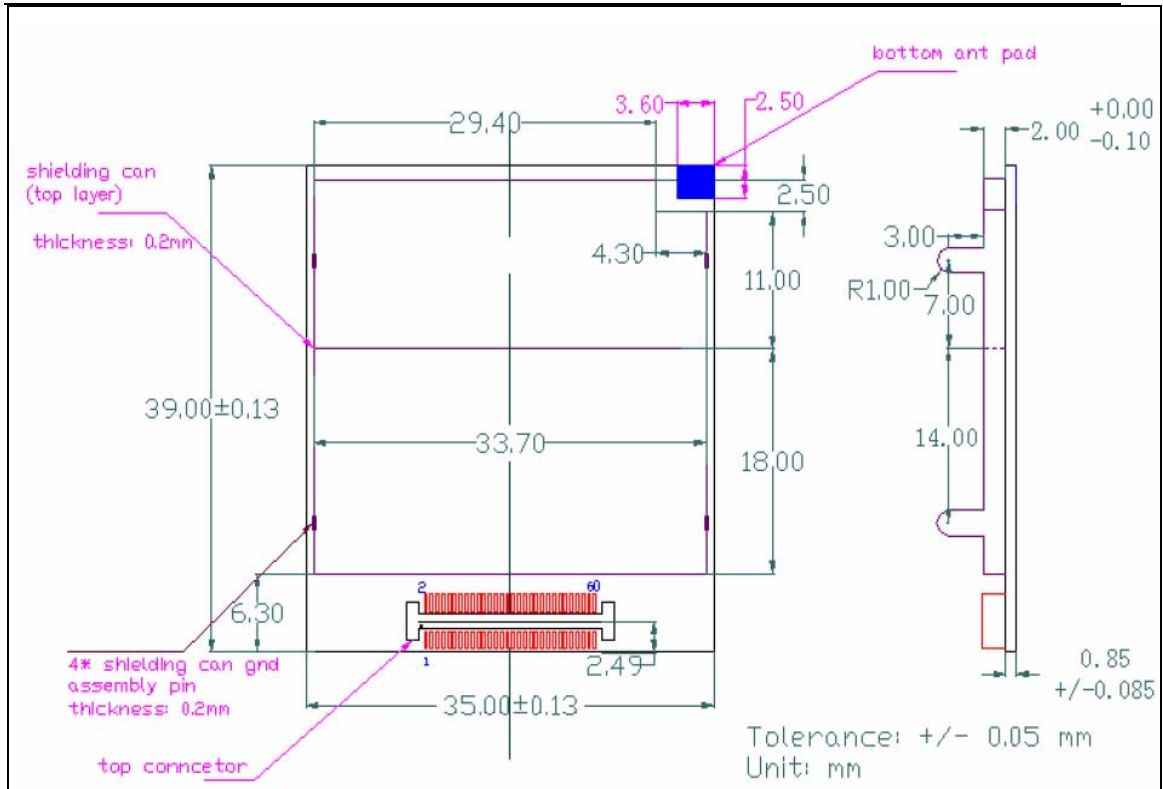 bottom ant pad
3.60
2.50
29.40
+0.00
2.00 -0.10
shielding can
(top layer)
thickness: 0.2mm
2.50
3.00
4.30
11.00
R1.00
7.00
39.00±0.13
33.70
18.00
14.00
2
60
6.30
1
2.49
4* shielding can gnd
assembly pin
thickness: 0.2mm
35.00±0.13
0.85
+/-0.085
top conncetor
Tolerance: +/- 0.05 mm
Unit: mm